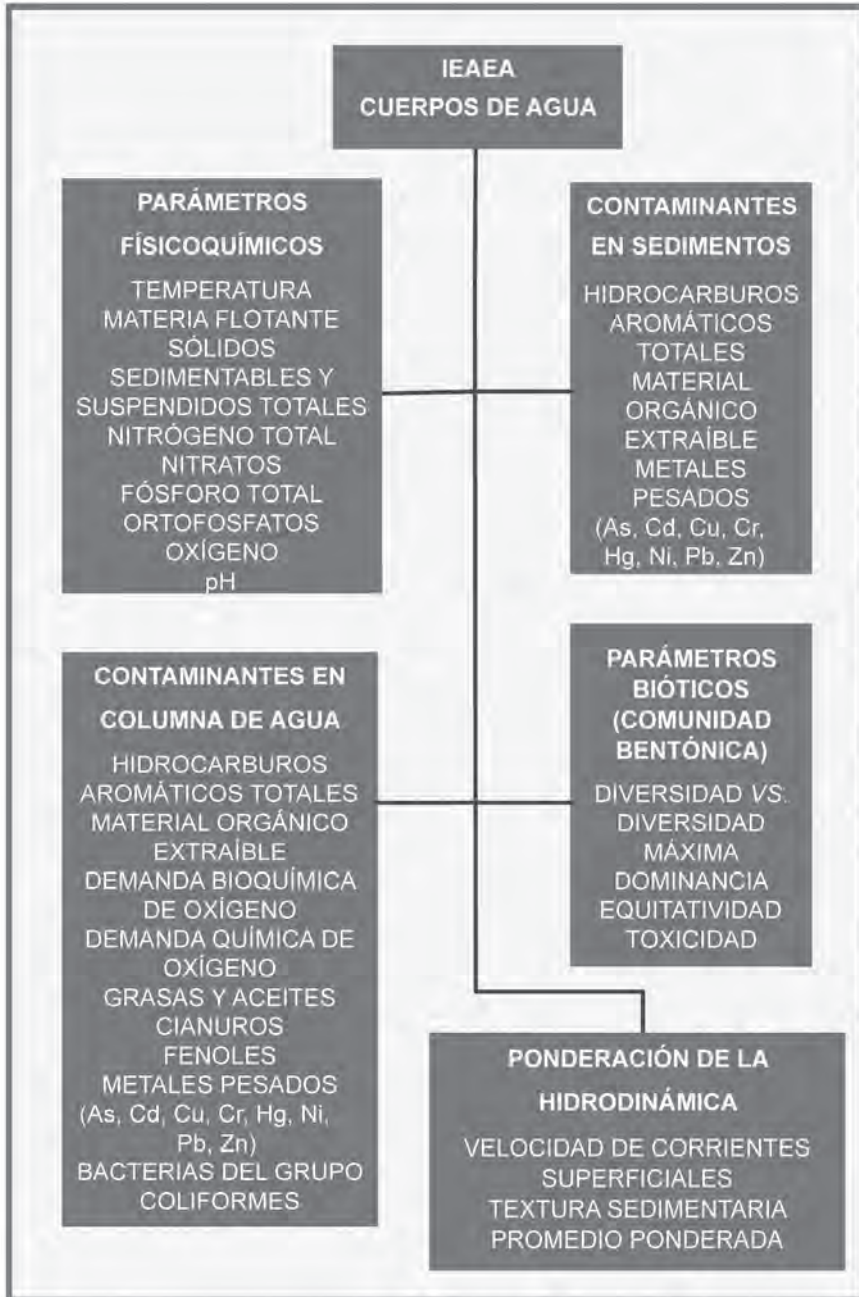 IEAEA
CUERPOS DE AGUA
PARÁMETROS
FÍSICOQUÍMICOS
TEMPERATURA
MATERIA FLOTANTE
SÓLIDOS
SEDIMENTABLES Y
SUSPENDIDOS TOTALES
NITRÓGENO TOTAL
NITRATOS
FÓSFORO TOTAL
ORTOFOSFATOS
OXÍGENO
pH
CONTAMINANTES
EN SEDIMENTOS
HIDROCARBUROS
AROMÁTICOS
TOTALES
MATERIAL
ORGÁNICO
EXTRAÍBLE
METALES
PESADOS
(As, Cd, Cu, Cr,
Hg, Ni, Pb, Zn)
CONTAMINANTES EN
COLUMNA DE AGUA
HIDROCARBUROS
AROMÁTICOS TOTALES
MATERIAL ORGÁNICO
EXTRAÍBLE
DEMANDA BIOQUÍMICA
DE OXÍGENO
DEMANDA QUÍMICA DE
OXÍGENO
GRASAS Y ACEITES
CIANUROS
FENOLES
METALES PESADOS
(As, Cd, Cu, Cr, Hg, Ni,
Pb, Zn)
BACTERIAS DEL GRUPO
COLIFORMES
PARÁMETROS
BIÓTICOS
(COMUNIDAD
BENTÓNICA)
DIVERSIDAD VS.
DIVERSIDAD
MÁXIMA
DOMINANCIA
EQUITATIVIDAD
TOXICIDAD
PONDERACIÓN DE LA
HIDRODINÁMICA
VELOCIDAD DE CORRIENTES
SUPERFICIALES
TEXTURA SEDIMENTARIA
PROMEDIO PONDERADA